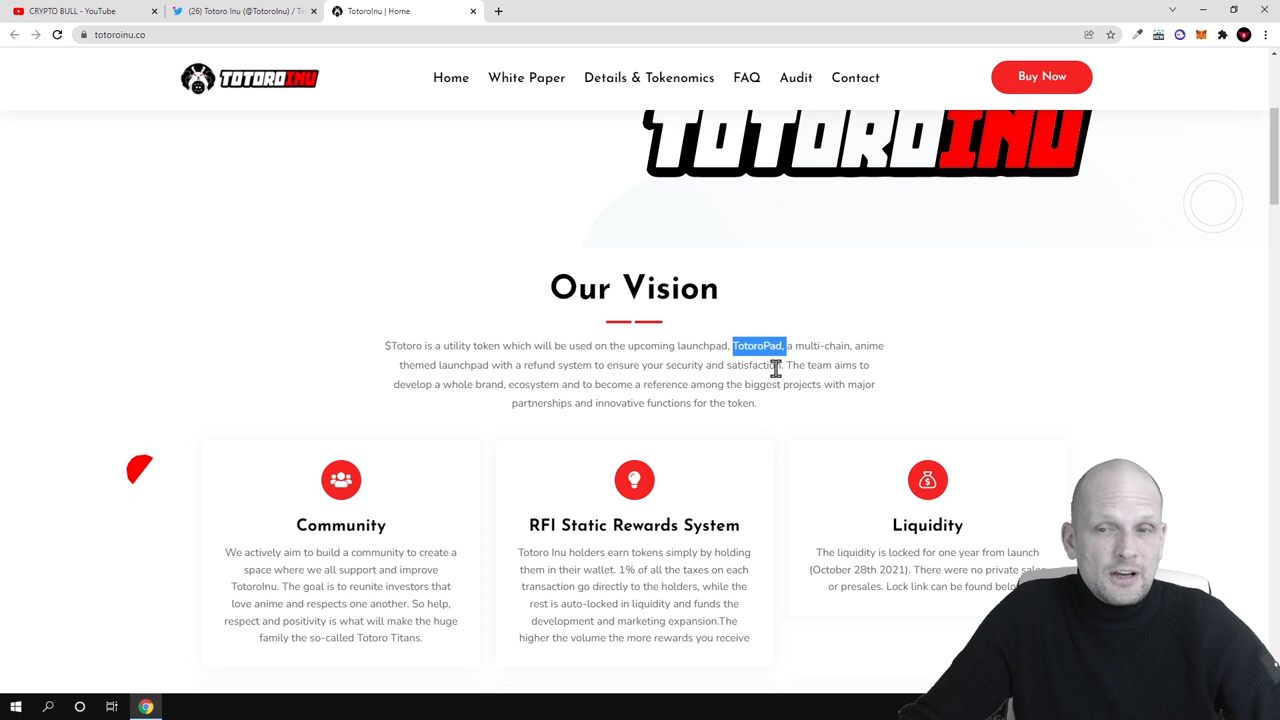 CRYPTO BULL - YouTube
(26) Totoro Inu (@TotoroInu) / Tw
TotoroInu | Home
totoroinu.co
TOTOROINU
Home
White Paper
Details & Tokenomics
FAQ
Audit
Contact
Buy Now
TOTOROINU
Our Vision
$Totoro is a utility token which will be used on the upcoming launchpad, TotoroPad, a multi-chain, anime
themed launchpad with a refund system to ensure your security and satisfaction. The team aims to
develop a whole brand, ecosystem and to become a reference among the biggest projects with major
partnerships and innovative functions for the token.
Community
We actively aim to build a community to create a
space where we all support and improve
TotoroInu. The goal is to reunite investors that
love anime and respects one another. So help,
respect and positivity is what will make the huge
family the so-called Totoro Titans.
RFI Static Rewards System
Totoro Inu holders earn tokens simply by holding
them in their wallet. 1% of all the taxes on each
transaction go directly to the holders, while the
rest is auto-locked in liquidity and funds the
development and marketing expansion.The
higher the volume the more rewards you receive
Liquidity
The liquidity is locked for one year from launch
(October 28th 2021). There were no private sales
or presales. Lock link can be found